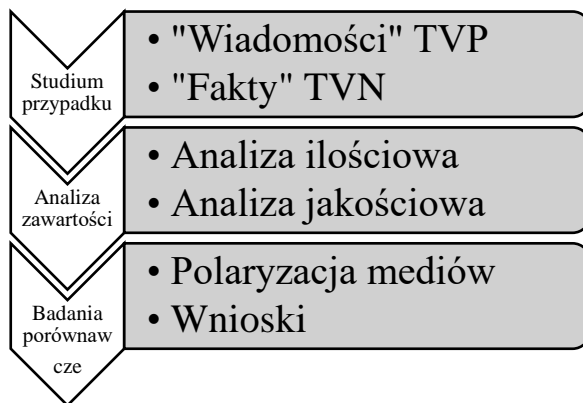 Studium
przypadku
• "Wiadomości" TVP
• "Fakty" TVN
Analiza
zawartości
• Analiza ilościowa
• Analiza jakościowa
Badania
porównaw
cze
• Polaryzacja mediów
• Wnioski